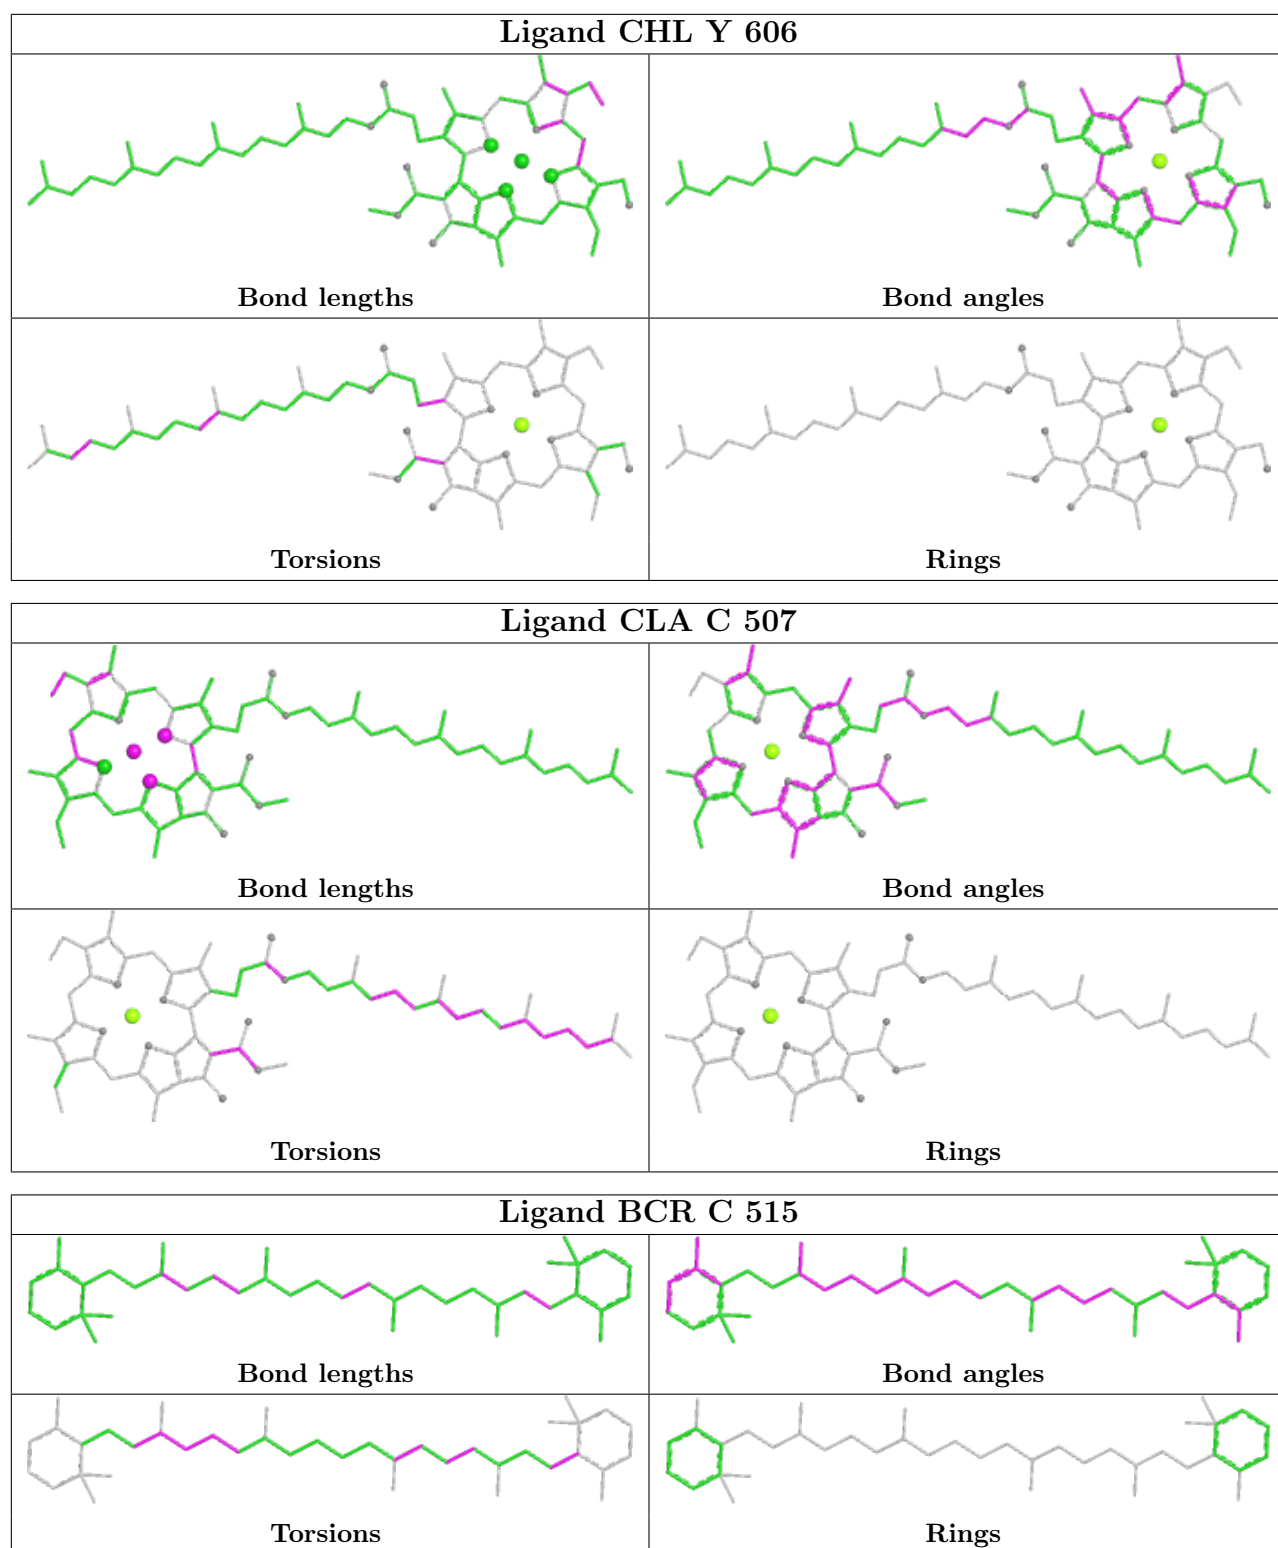 Ligand CHL Y 606
Bond lengths
Bond angles
Torsions
Rings
Ligand CLA C 507
Bond lengths
Bond angles
Torsions
Rings
Ligand BCR C 515
Bond lengths
Bond angles
Torsions
Rings